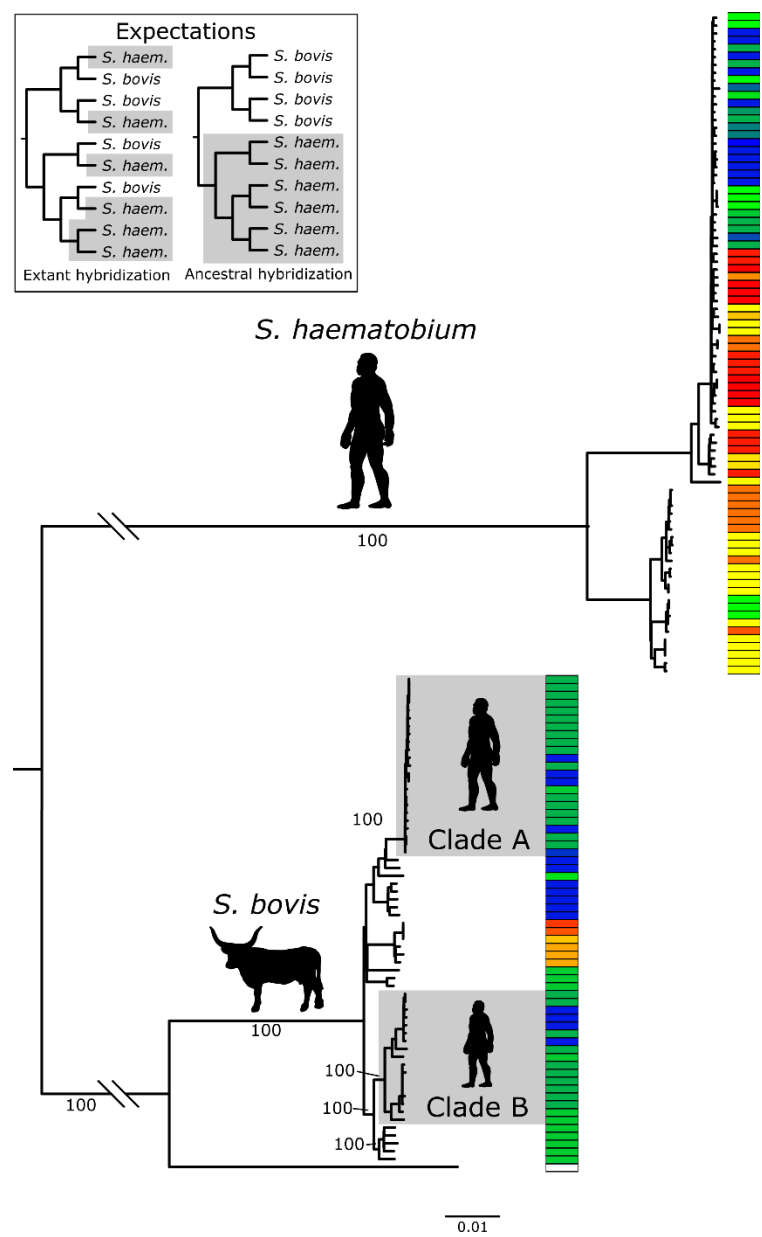 Expectations
S. haem.
S. bovis
S. bovis
S. haem.
S. bovis
S. haem.
S. bovis
S. haem.
S. haem.
S. haem.
Extant hybridization
S. bovis
S. bovis
S. bovis
S. bovis
S. haem.
S. haem.
S. haem.
S. haem.
S. haem.
S. haem.
Ancestral hybridization
S. haematobium
100
100
Clade A
S. bovis
100
100
Clade B
100
100
100
0.01